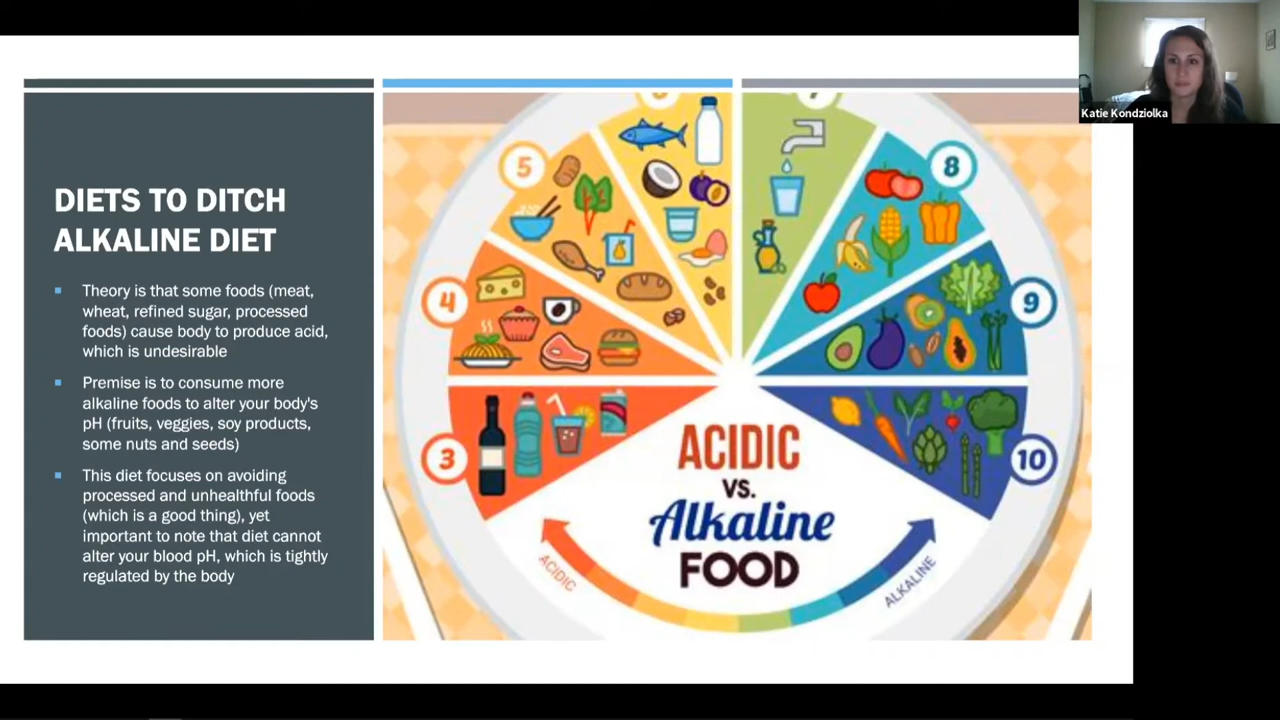 Katie Kondziolka
DIETS TO DITCH
ALKALINE DIET
Theory is that some foods (meat,
wheat, refined sugar, processed
foods) cause body to produce acid,
which is undesirable
Premise is to consume more
alkaline foods to alter your body's
pH (fruits, veggies, soy products,
some nuts and seeds)
This diet focuses on avoiding
processed and unhealthful foods
(which is a good thing), yet
important to note that diet cannot
alter your blood pH, which is tightly
regulated by the body
3
4
5
8
9
10
ACIDIC
VS.
Alkaline
FOOD
ACIDIC
ALKALINE